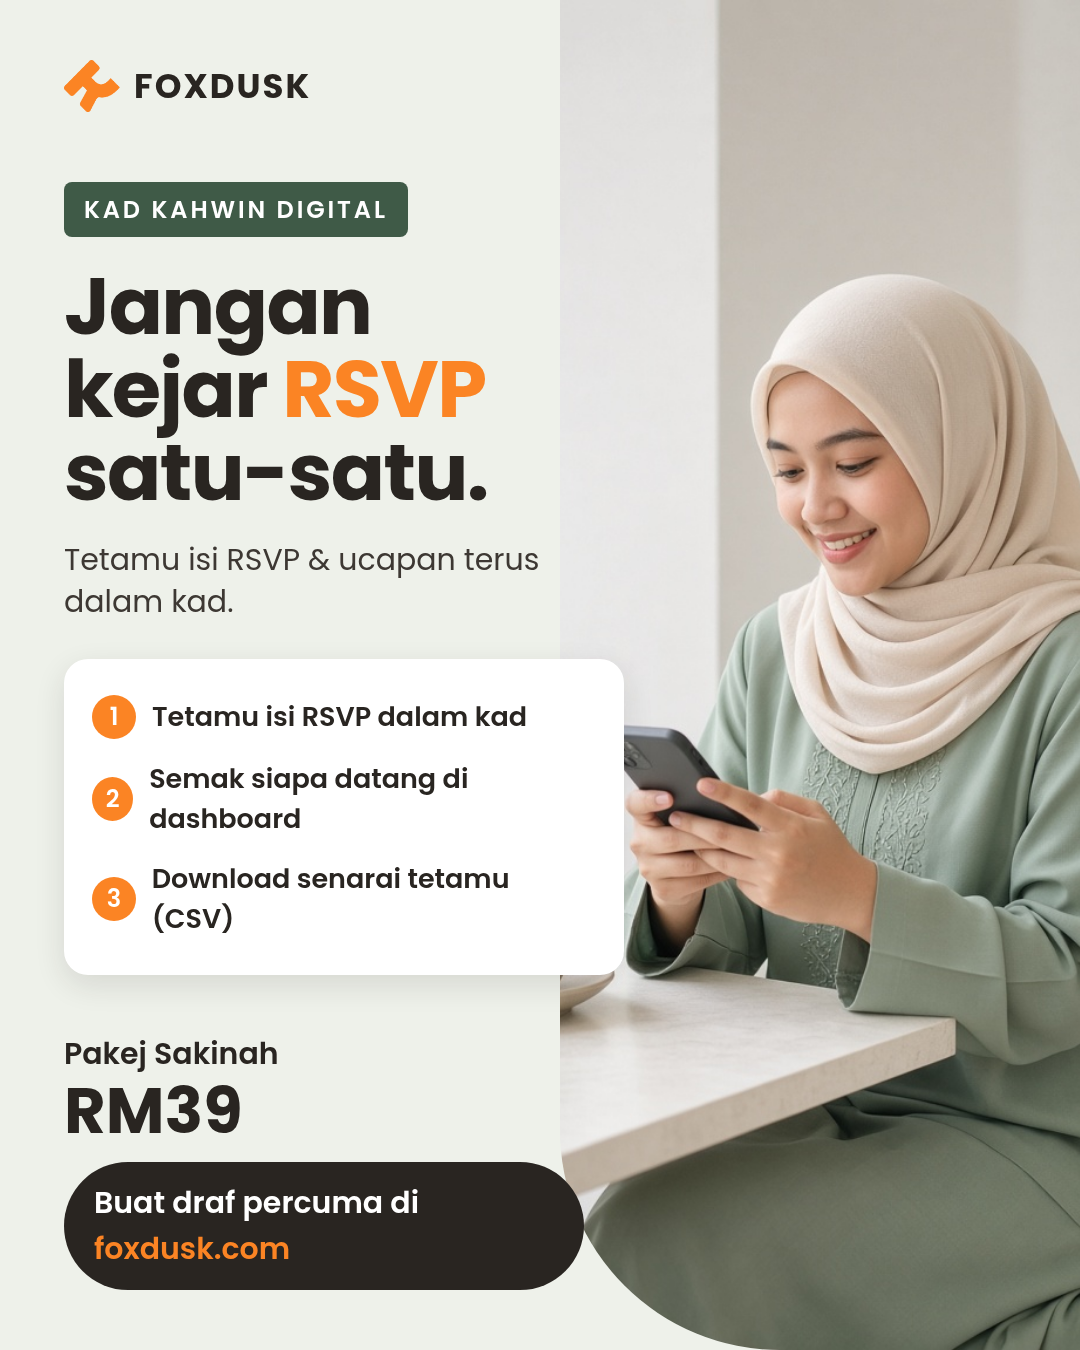 FOXDUSK
KAD KAHWIN DIGITAL
Jangan
kejar RSVP
satu-satu.
Tetamu isi RSVP & ucapan terus
dalam kad.
1 Tetamu isi RSVP dalam kad
2 Semak siapa datang di
dashboard
3 Download senarai tetamu
(CSV)
Pakej Sakinah
RM39
Buat draf percuma di
foxdusk.com